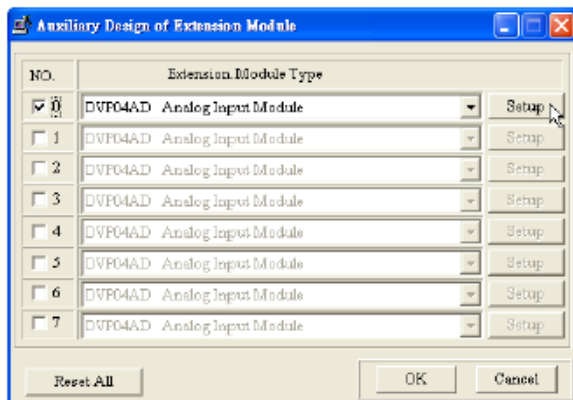 Auxiliary Design of Extension Module
NO. Extension Module Type
0 DVP04AD Analog Input Module Setup
1 DVP04AD Analog Input Module Setup
2 DVP04AD Analog Input Module Setup
3 DVP04AD Analog Input Module Setup
4 DVP04AD Analog Input Module Setup
5 DVP04AD Analog Input Module Setup
6 DVP04AD Analog Input Module Setup
7 DVP04AD Analog Input Module Setup
Reset All OK Cancel